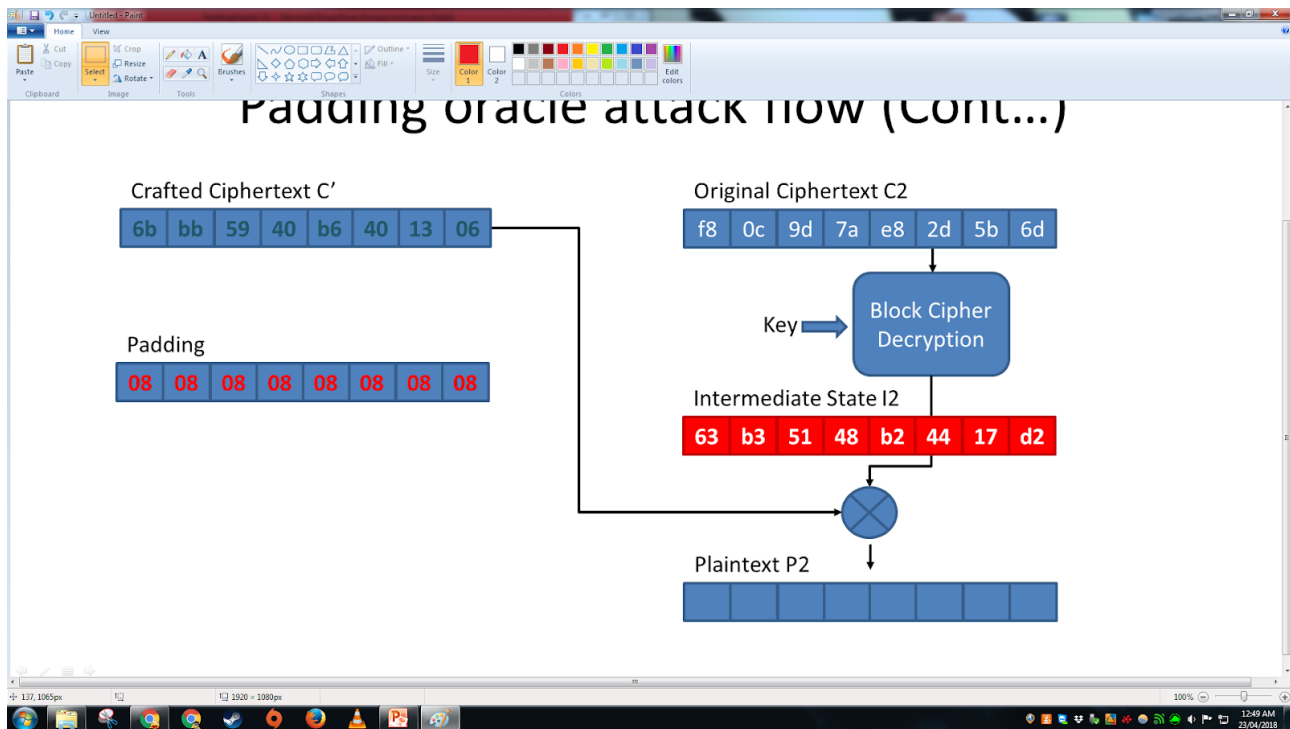 Untitled - Paint
Home View
Paste
Cut
Copy
Clipboard
Select
Crop
Resize
Rotate
Image
Tools
Brushes
Shapes
Outline
Fill
Size
Color 1
Color 2
Edit colors
Colors
Padding oracle attack flow (Cont...)
Crafted Ciphertext C'
6b bb 59 40 b6 40 13 06
Original Ciphertext C2
f8 0c 9d 7a e8 2d 5b 6d
Key
Block Cipher
Decryption
Padding
08 08 08 08 08 08 08 08
Intermediate State I2
63 b3 51 48 b2 44 17 d2
Plaintext P2
137, 1065px
1920 × 1080px
100%
12:49 AM
23/04/2018